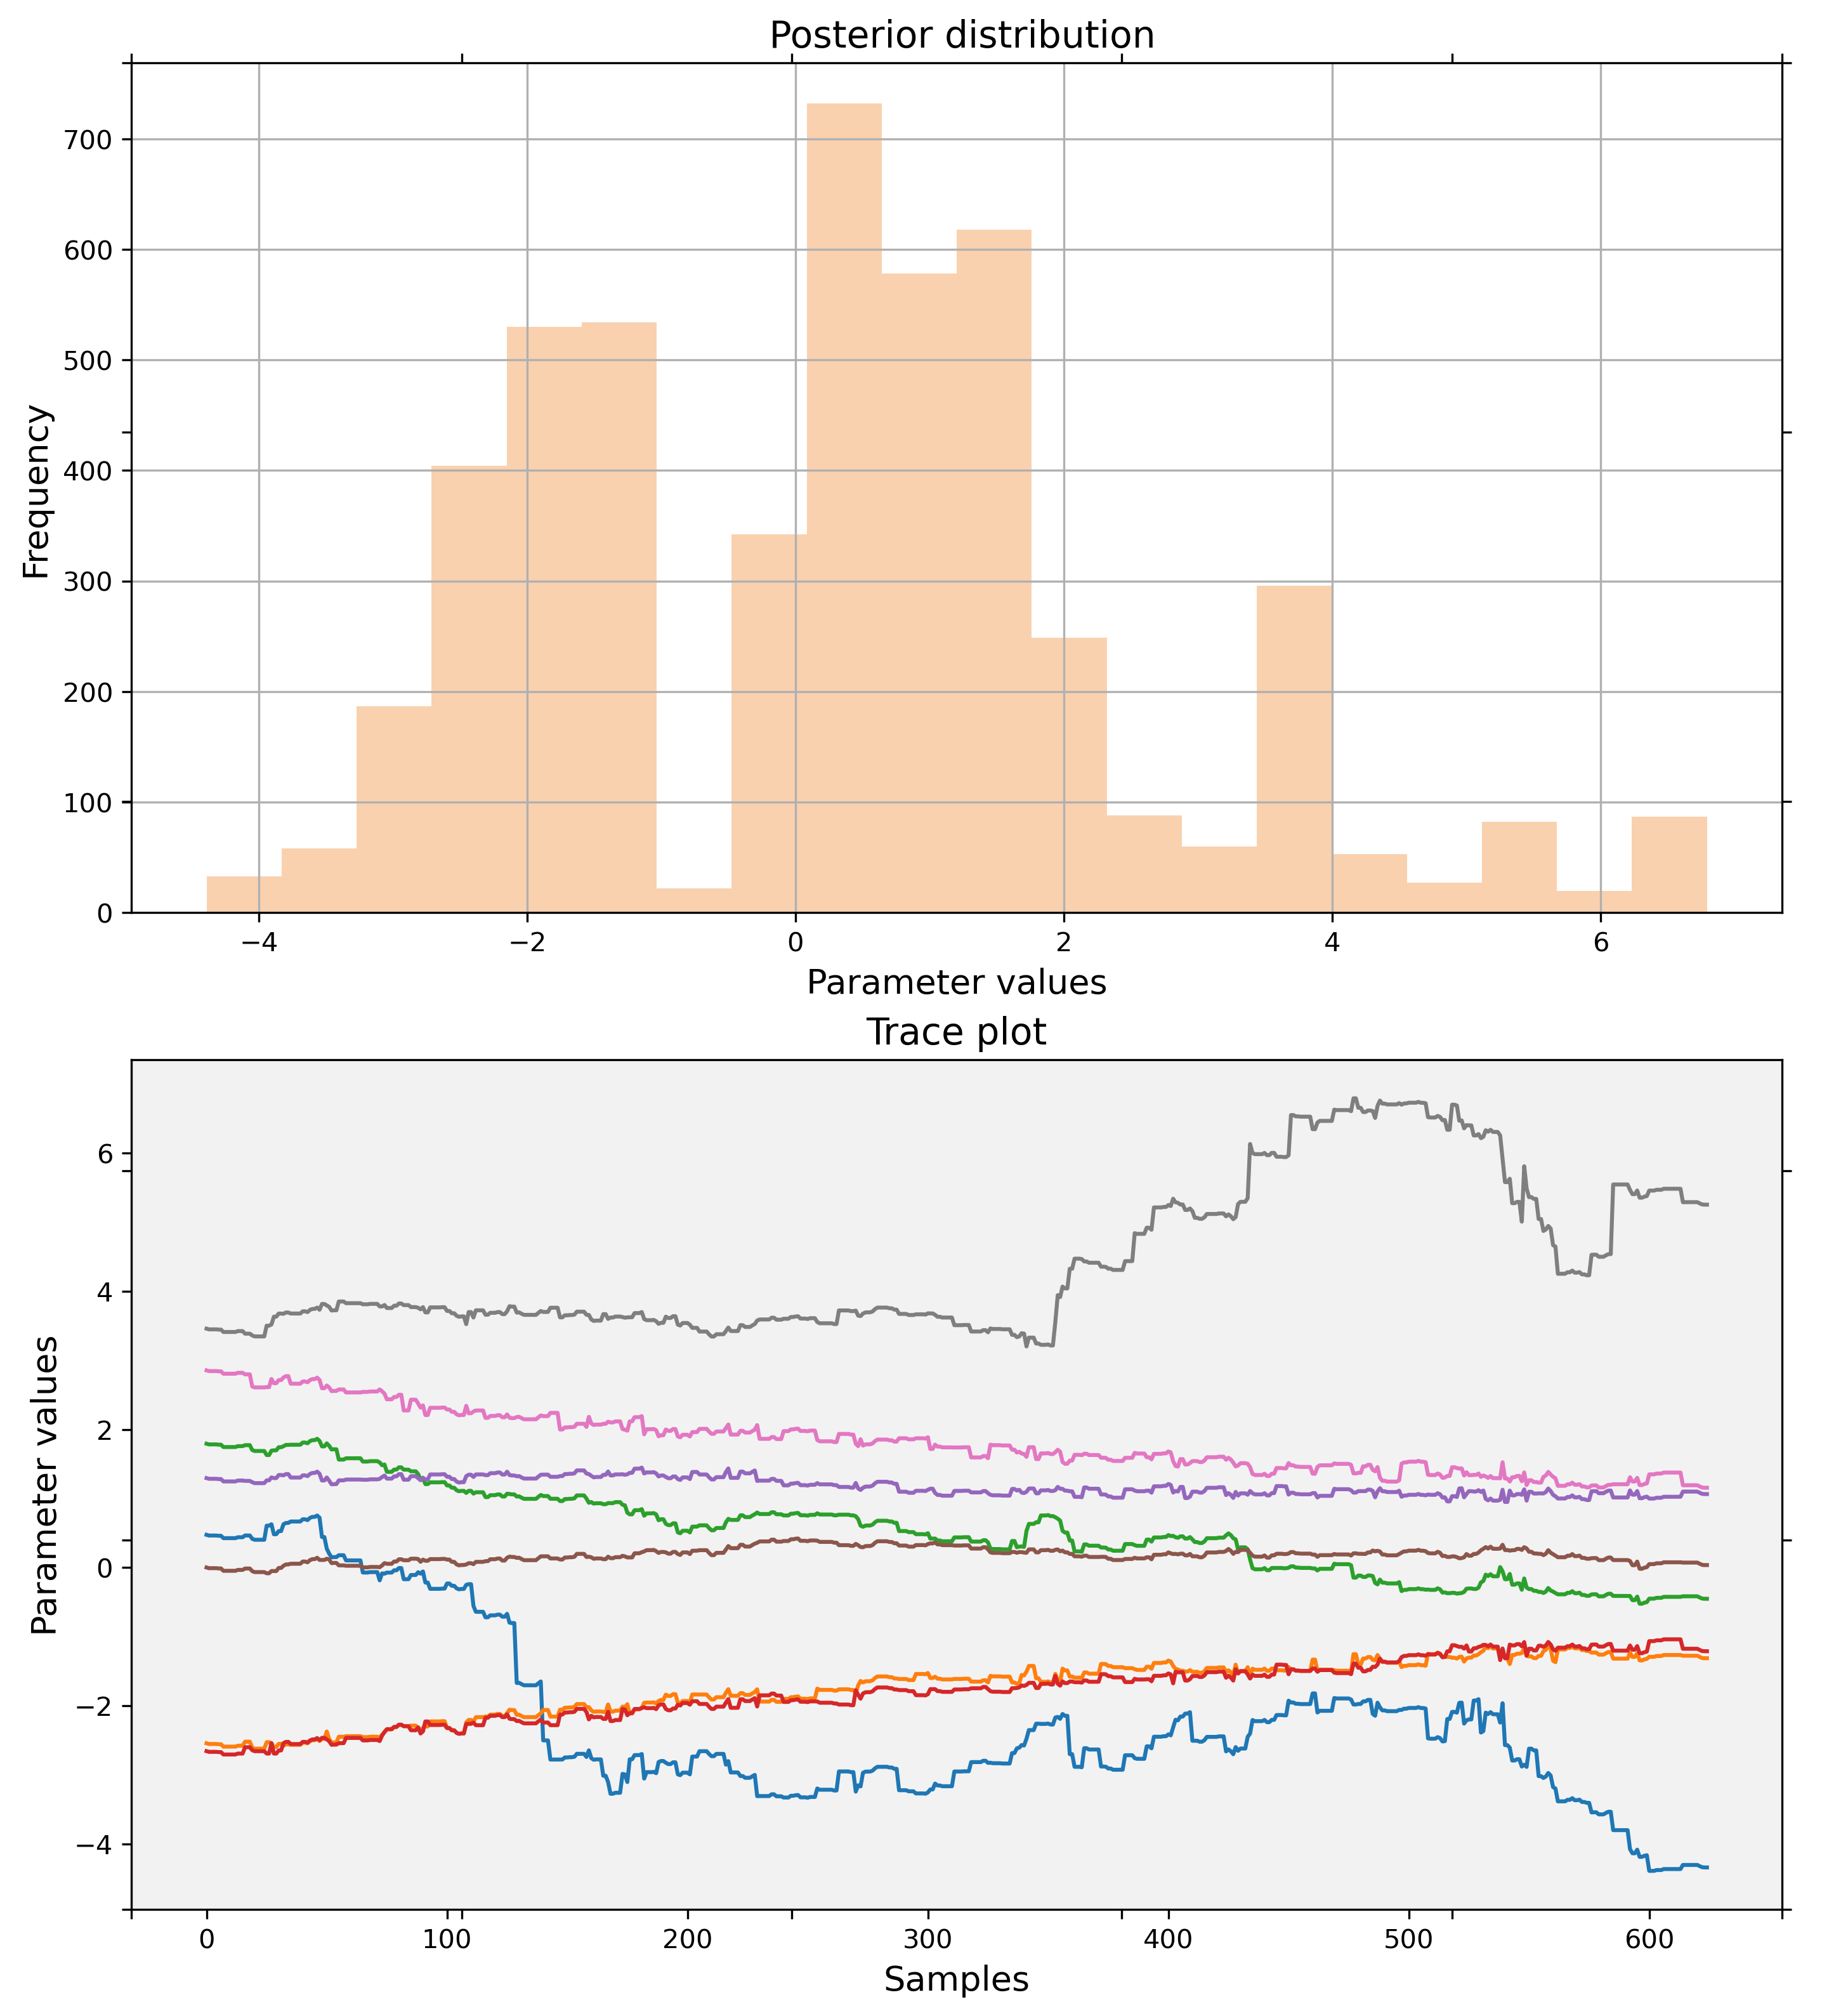 Posterior distribution
700
600
500
400
300
200
100
0
Frequency
−4 −2 0 2 4 6
Parameter values
Trace plot
6
4
2
0
−2
−4
Parameter values
0 100 200 300 400 500 600
Samples